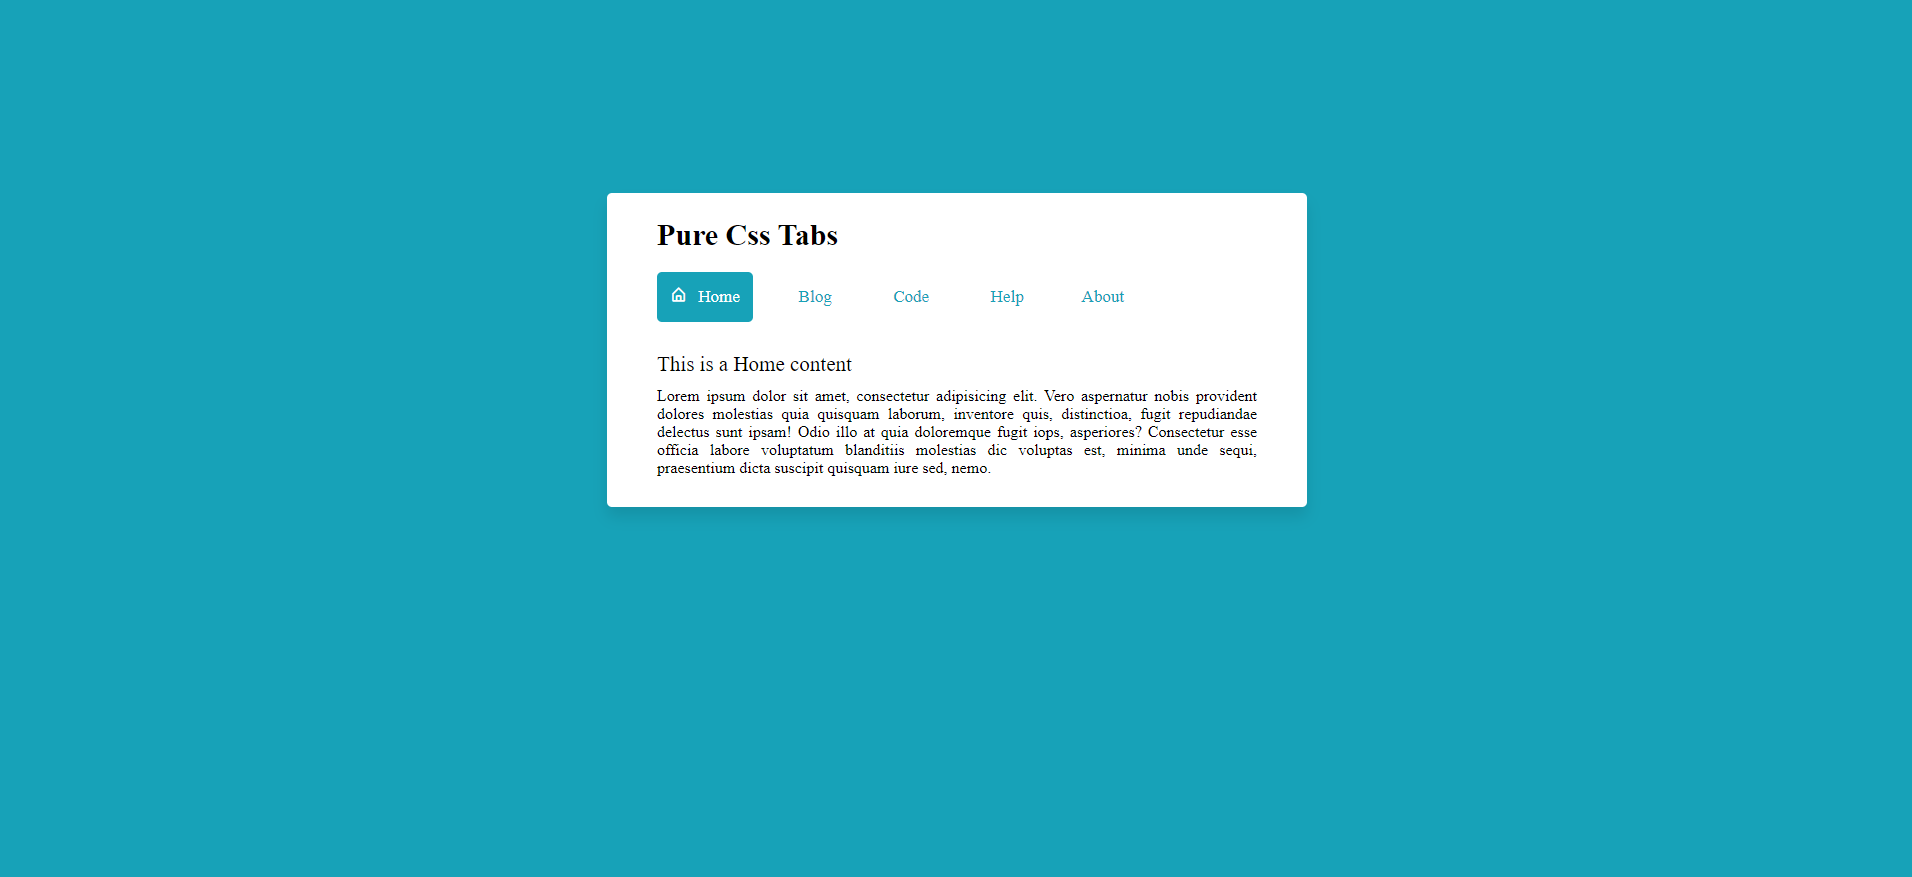 Pure Css Tabs
Home Blog Code Help About
This is a Home content
Lorem ipsum dolor sit amet, consectetur adipisicing elit. Vero aspernatur nobis provident
dolores molestias quia quisquam laborum, inventore quis, distinctioa, fugit repudiandae
delectus sunt ipsam! Odio illo at quia doloremque fugit iops, asperiores? Consectetur esse
officia labore voluptatum blanditiis molestias dic voluptas est, minima unde sequi,
praesentium dicta suscipit quisquam iure sed, nemo.